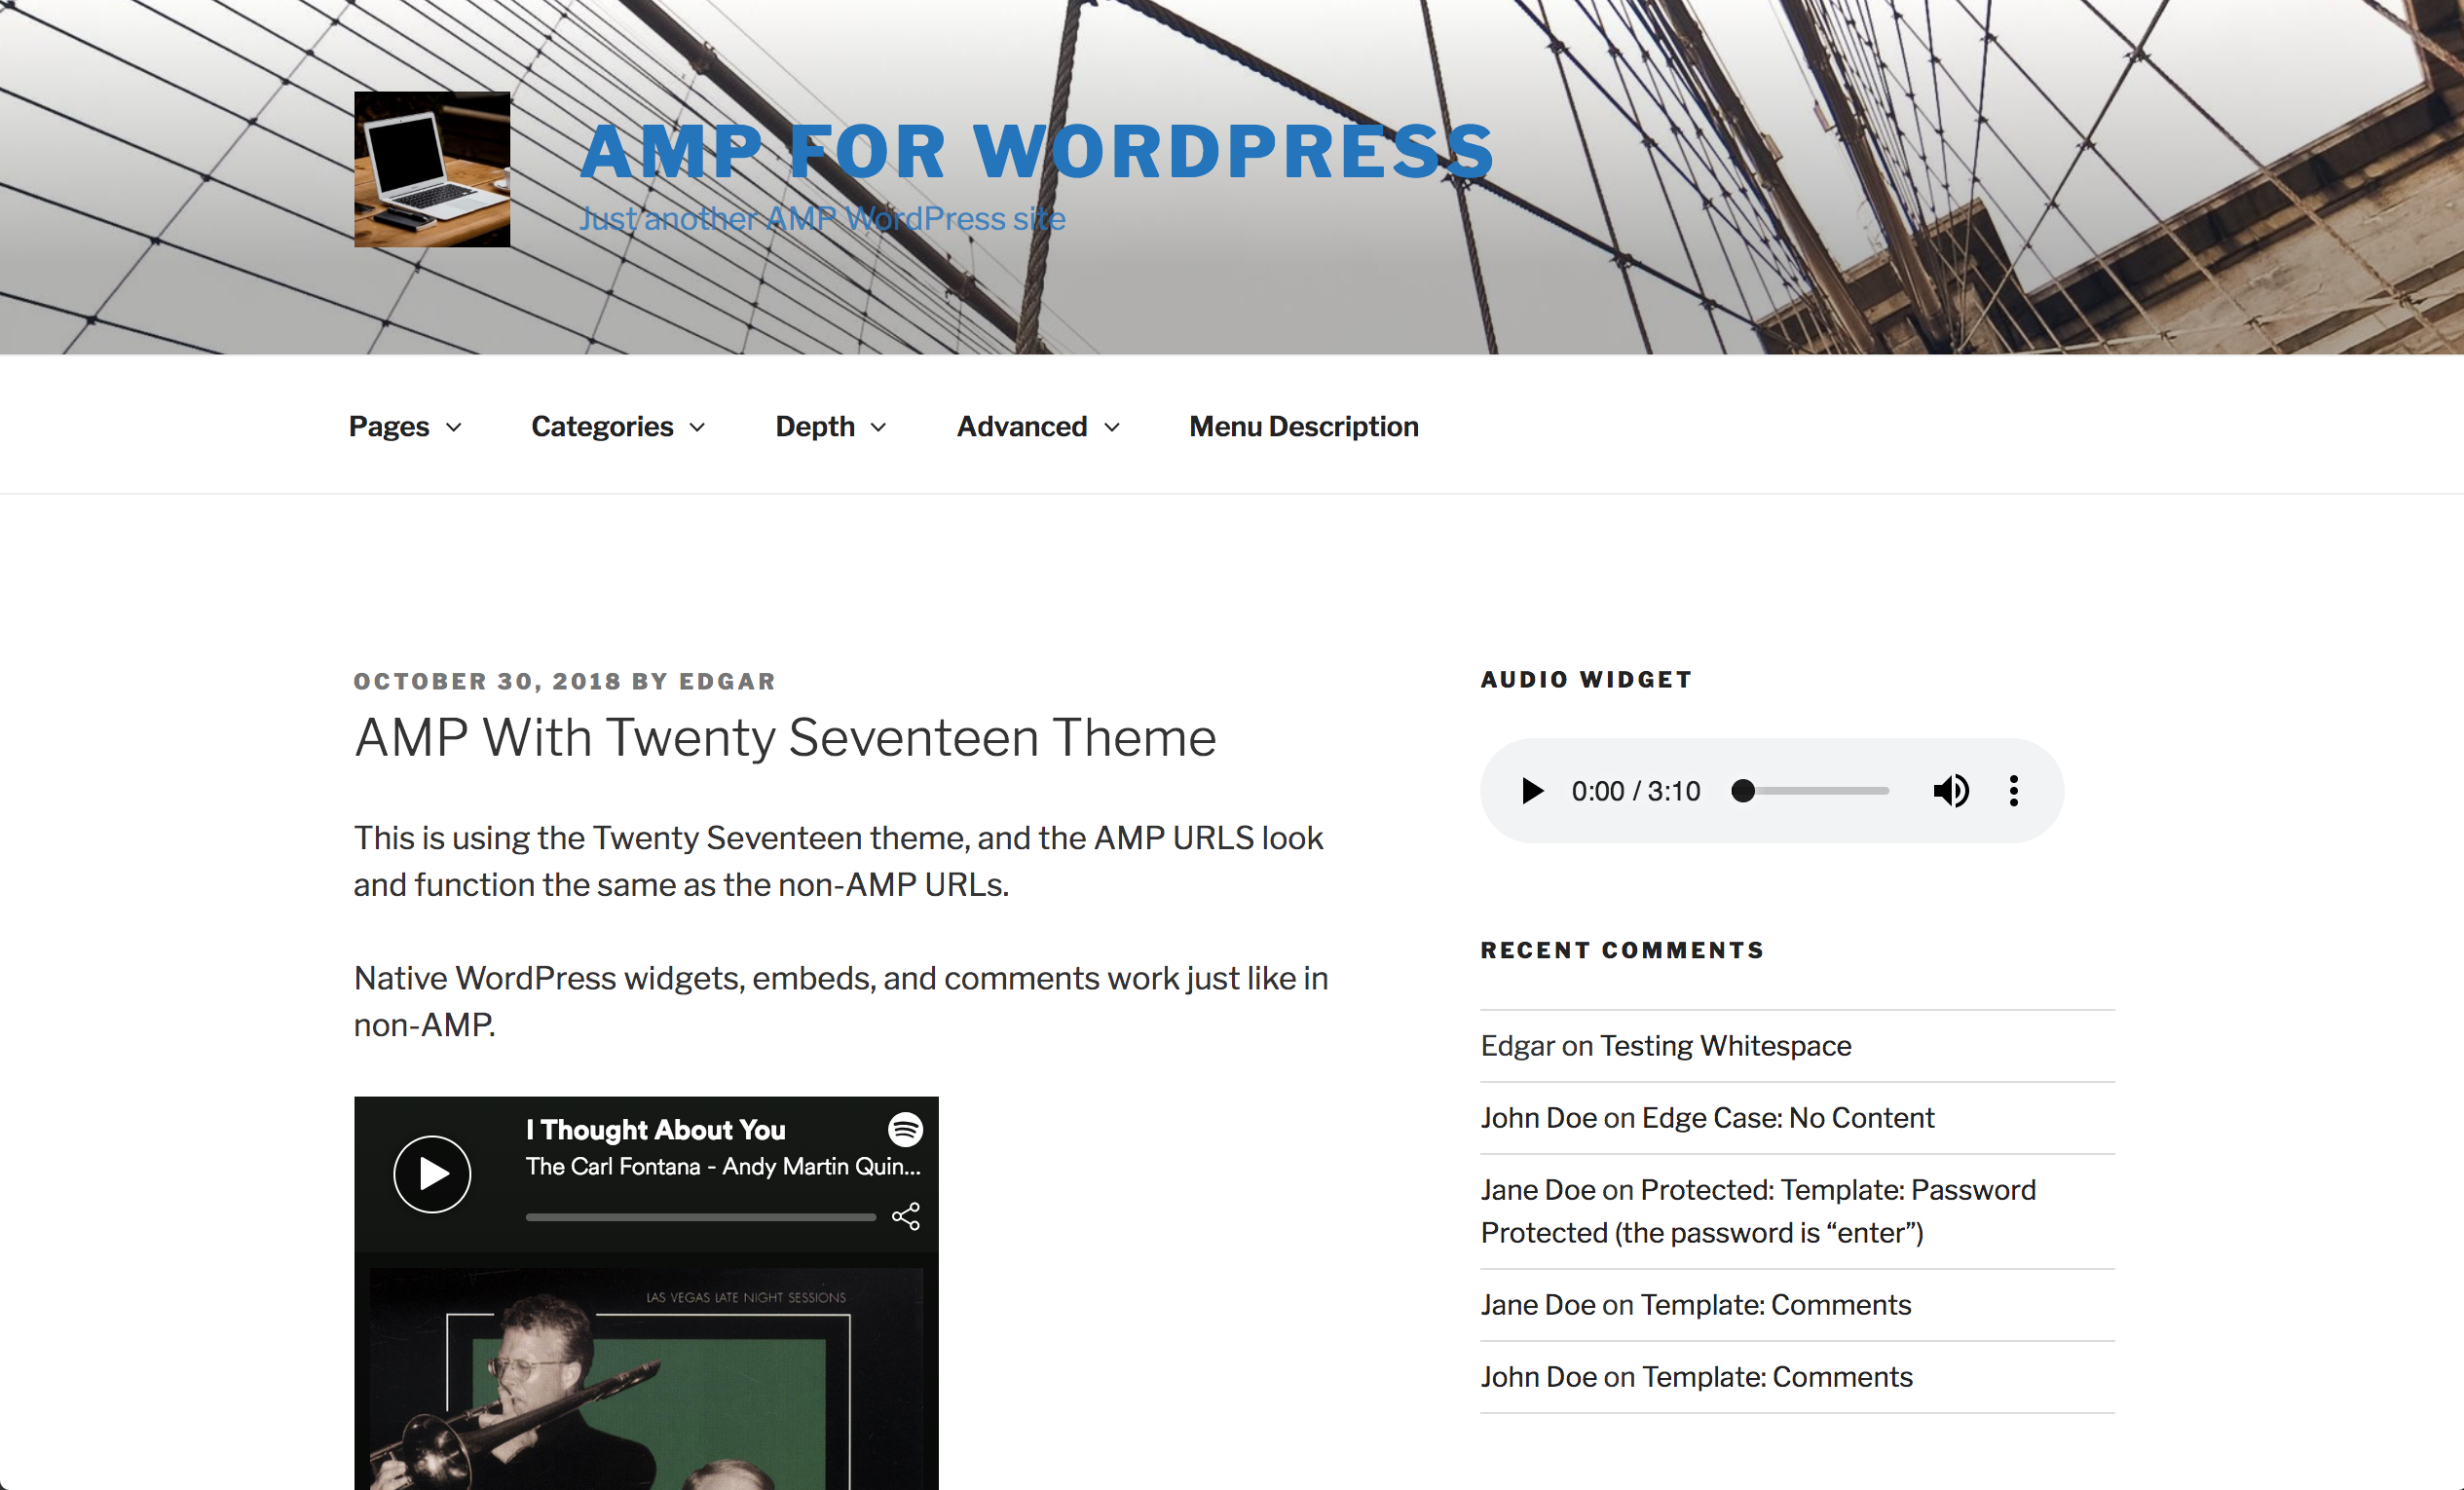 AMP FOR WORDPRESS
Just another AMP WordPress site
Pages
Categories
Depth
Advanced
Menu Description
OCTOBER 30, 2018 BY EDGAR
AMP With Twenty Seventeen Theme
This is using the Twenty Seventeen theme, and the AMP URLS look
and function the same as the non-AMP URLs.
Native WordPress widgets, embeds, and comments work just like in
non-AMP.
I Thought About You
The Carl Fontana - Andy Martin Quin...
LAS VEGAS LATE NIGHT SESSIONS
AUDIO WIDGET
0:00 / 3:10
RECENT COMMENTS
Edgar on Testing Whitespace
John Doe on Edge Case: No Content
Jane Doe on Protected: Template: Password
Protected (the password is “enter”)
Jane Doe on Template: Comments
John Doe on Template: Comments